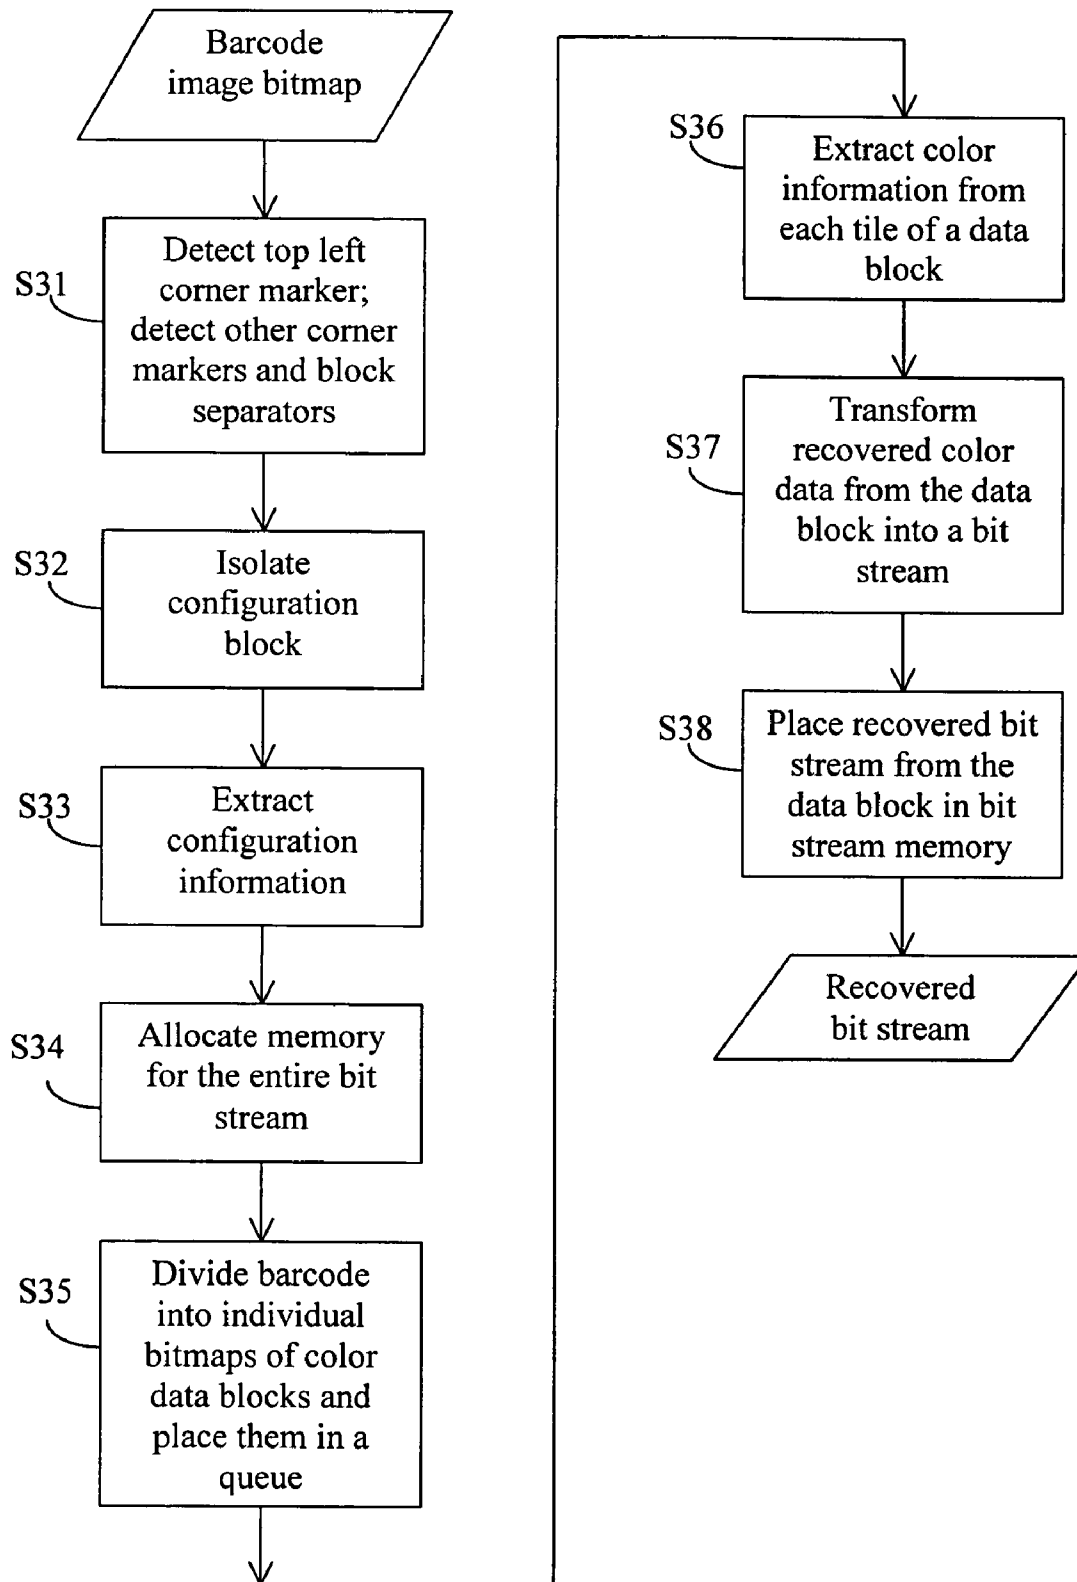 Barcode
image bitmap
S31
Detect top left
corner marker;
detect other corner
markers and block
separators
S32
Isolate
configuration
block
S33
Extract
configuration
information
S34
Allocate memory
for the entire bit
stream
S35
Divide barcode
into individual
bitmaps of color
data blocks and
place them in a
queue
S36
Extract color
information from
each tile of a data
block
S37
Transform
recovered color
data from the data
block into a bit
stream
S38
Place recovered bit
stream from the
data block in bit
stream memory
Recovered
bit stream